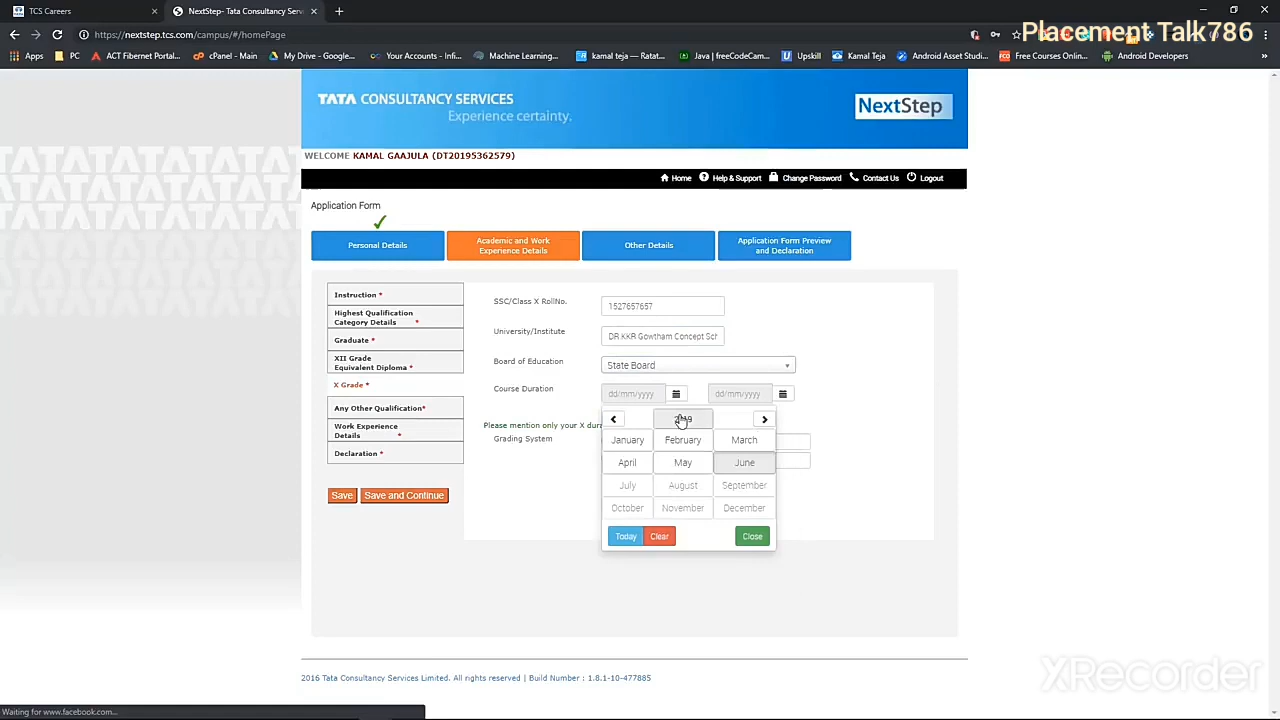 TCS Careers
NextStep- Tata Consultancy Serv
https://nextstep.tcs.com/campus/#/homePage
Placement Talk786
Apps
PC
ACT Fibernet Portal...
cPanel - Main
My Drive - Google...
Your Accounts - Inf...
Machine Learning...
kamal teja — Ratat...
Java | freeCodeCam...
Upskill
Kamal Teja
Android Asset Studi...
Free Courses Onlin...
Android Developers
TATA CONSULTANCY SERVICES
Experience certainty.
NextStep
WELCOME KAMAL GAAJULA (DT20195362579)
Home
Help & Support
Change Password
Contact Us
Logout
Application Form
Personal Details
Academic and Work
Experience Details
Other Details
Application Form Preview
and Declaration
Instruction *
Highest Qualification
Category Details *
Graduate *
XII Grade
Equivalent Diploma *
X Grade *
Any Other Qualification*
Work Experience
Details *
Declaration *
Save
Save and Continue
SSC/Class X RollNo.
1527657657
University/Institute
DR KKR Gowtham Concept Sch
Board of Education
State Board
Course Duration
dd/mm/yyyy
dd/mm/yyyy
Please mention only your X dura
Grading System
January February March
April May June
July August September
October November December
Today Clear Close
2016 Tata Consultancy Services Limited. All rights reserved | Build Number : 1.8.1-10-477885
XRecorder
Waiting for www.facebook.com...